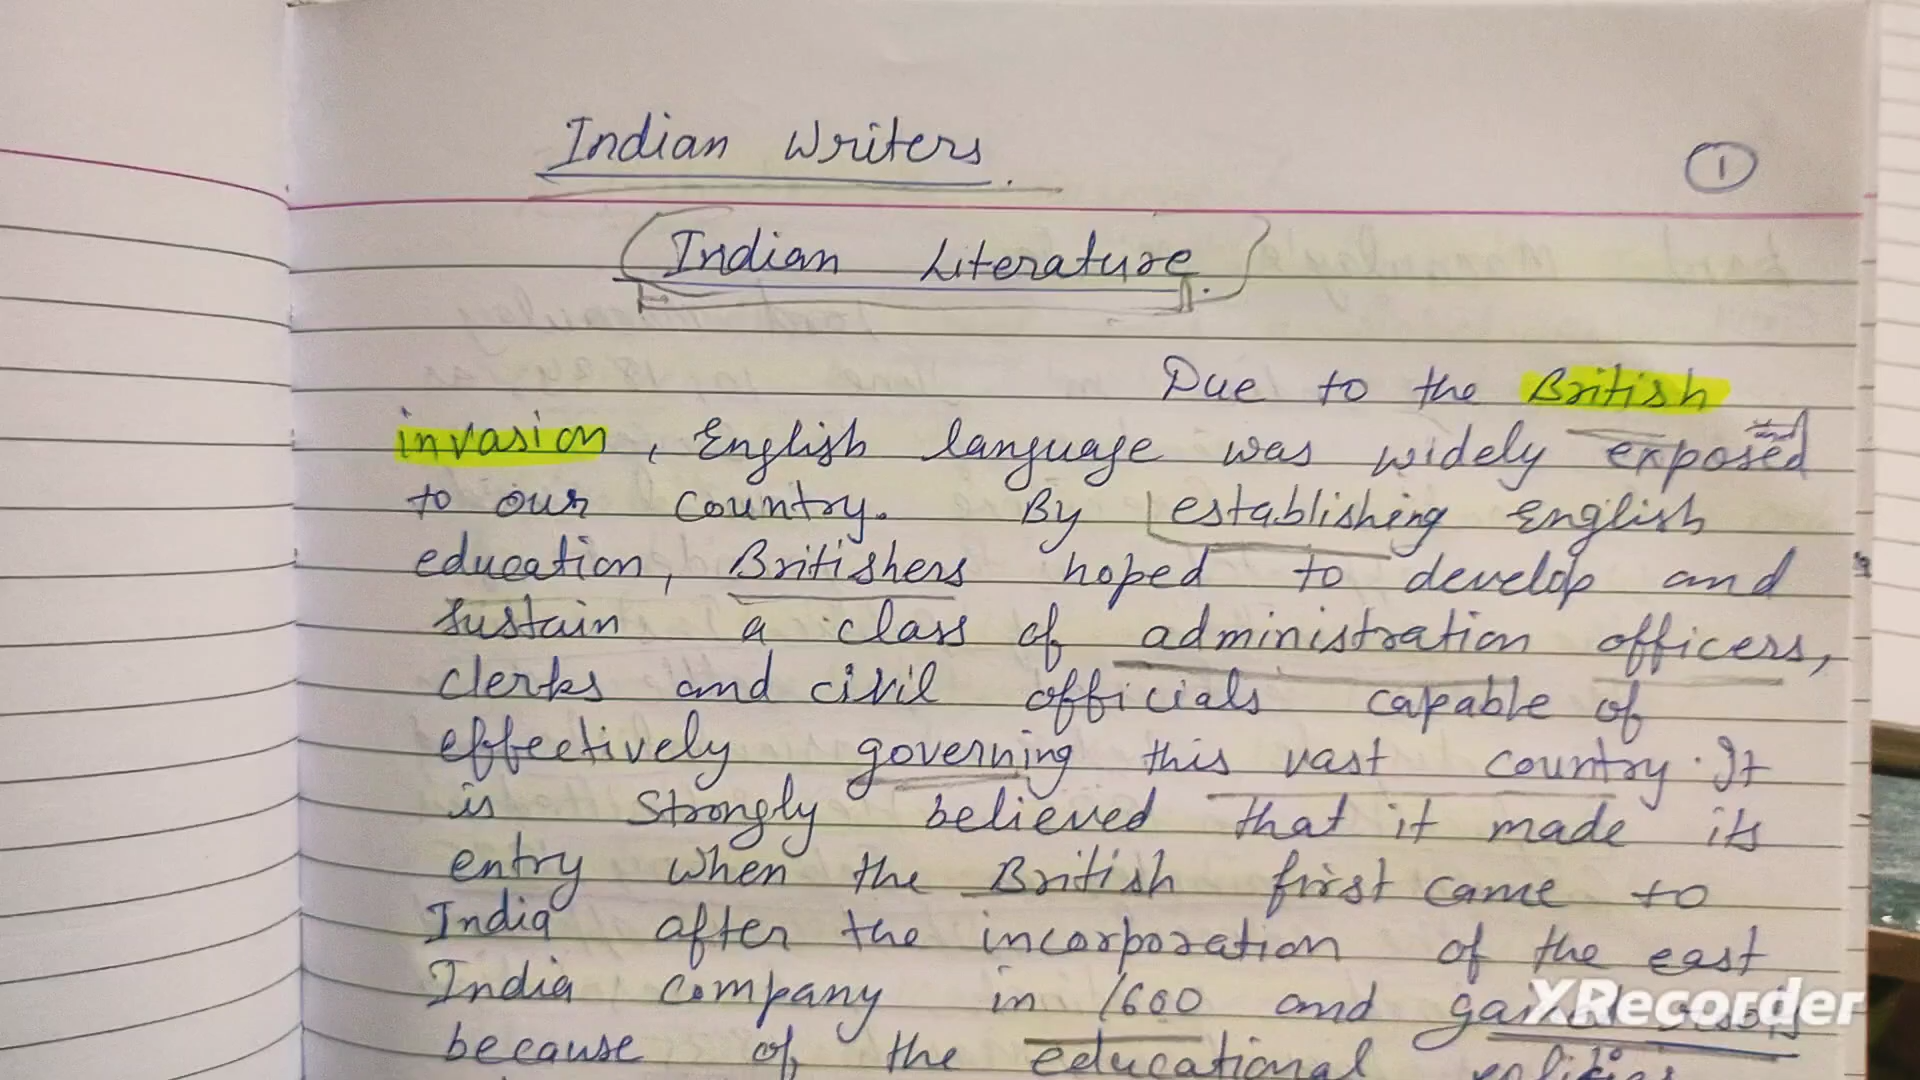 Indian Writers
1
Indian Literature
Due to the British
invasion, English language was widely exposed
to our country. By establishing English
education, Britishers hoped to develop and
sustain a class of administration officers,
clerks and civil officials capable of
effectively governing this vast country. It
is strongly believed that it made its
entry when the British first came to
India after the incorporation of the east
India company in 1600 and
XRecorder
because of the educational